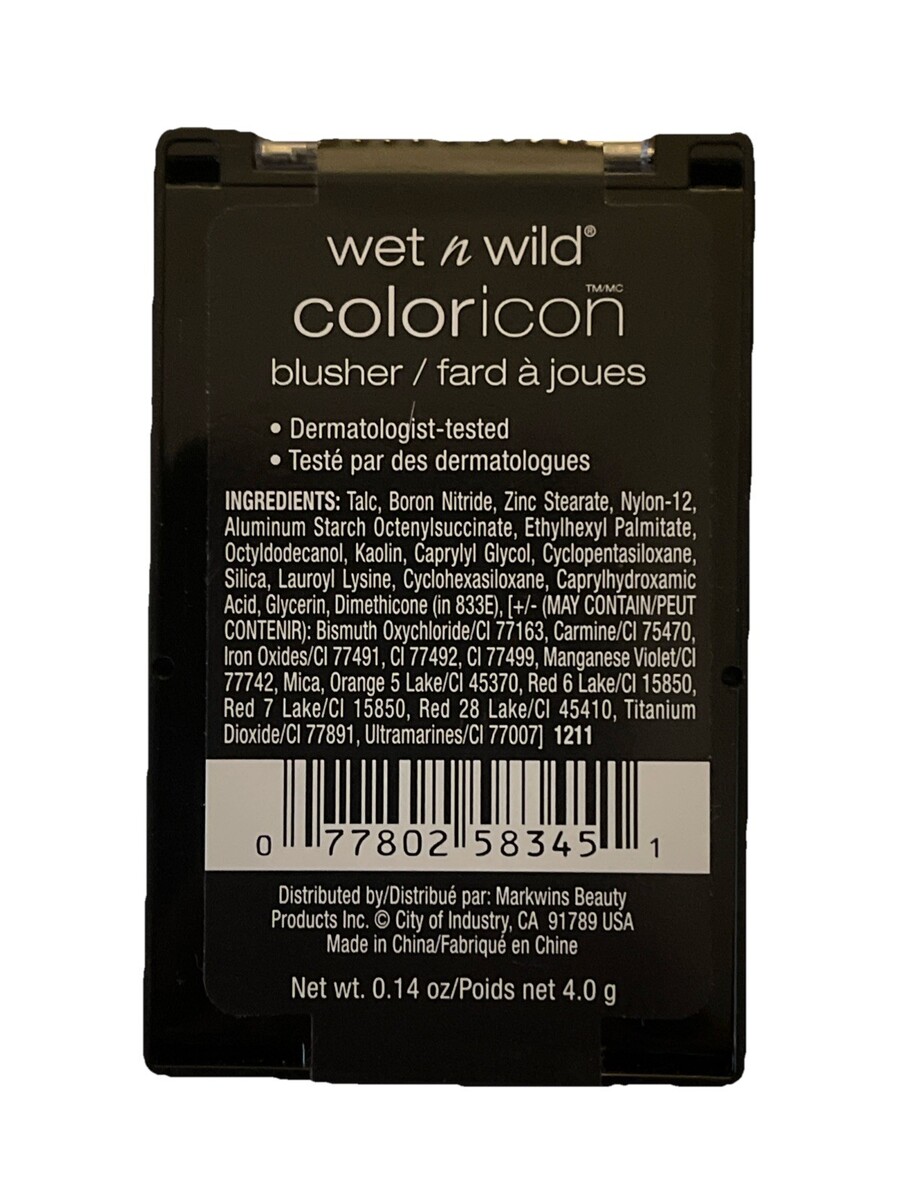 wet n wild®
coloricon TM/MC
blusher / fard à joues
• Dermatologist-tested
• Testé par des dermatologues
INGREDIENTS: Talc, Boron Nitride, Zinc Stearate, Nylon-12,
Aluminum Starch Octenylsuccinate, Ethylhexyl Palmitate,
Octyldodecanol, Kaolin, Caprylyl Glycol, Cyclopentasiloxane,
Silica, Lauroyl Lysine, Cyclohexasiloxane, Caprylhydroxamic
Acid, Glycerin, Dimethicone (in 833E), [+/- (MAY CONTAIN/PEUT
CONTENIR): Bismuth Oxychloride/CI 77163, Carmine/CI 75470,
Iron Oxides/CI 77491, CI 77492, CI 77499, Manganese Violet/CI
77742, Mica, Orange 5 Lake/CI 45370, Red 6 Lake/CI 15850,
Red 7 Lake/CI 15850, Red 28 Lake/CI 45410, Titanium
Dioxide/CI 77891, Ultramarines/CI 77007] 1211
0 77802 58345 1
Distributed by/Distribué par: Markwins Beauty
Products Inc. © City of Industry, CA 91789 USA
Made in China/Fabriqué en Chine
Net wt. 0.14 oz/Poids net 4.0 g